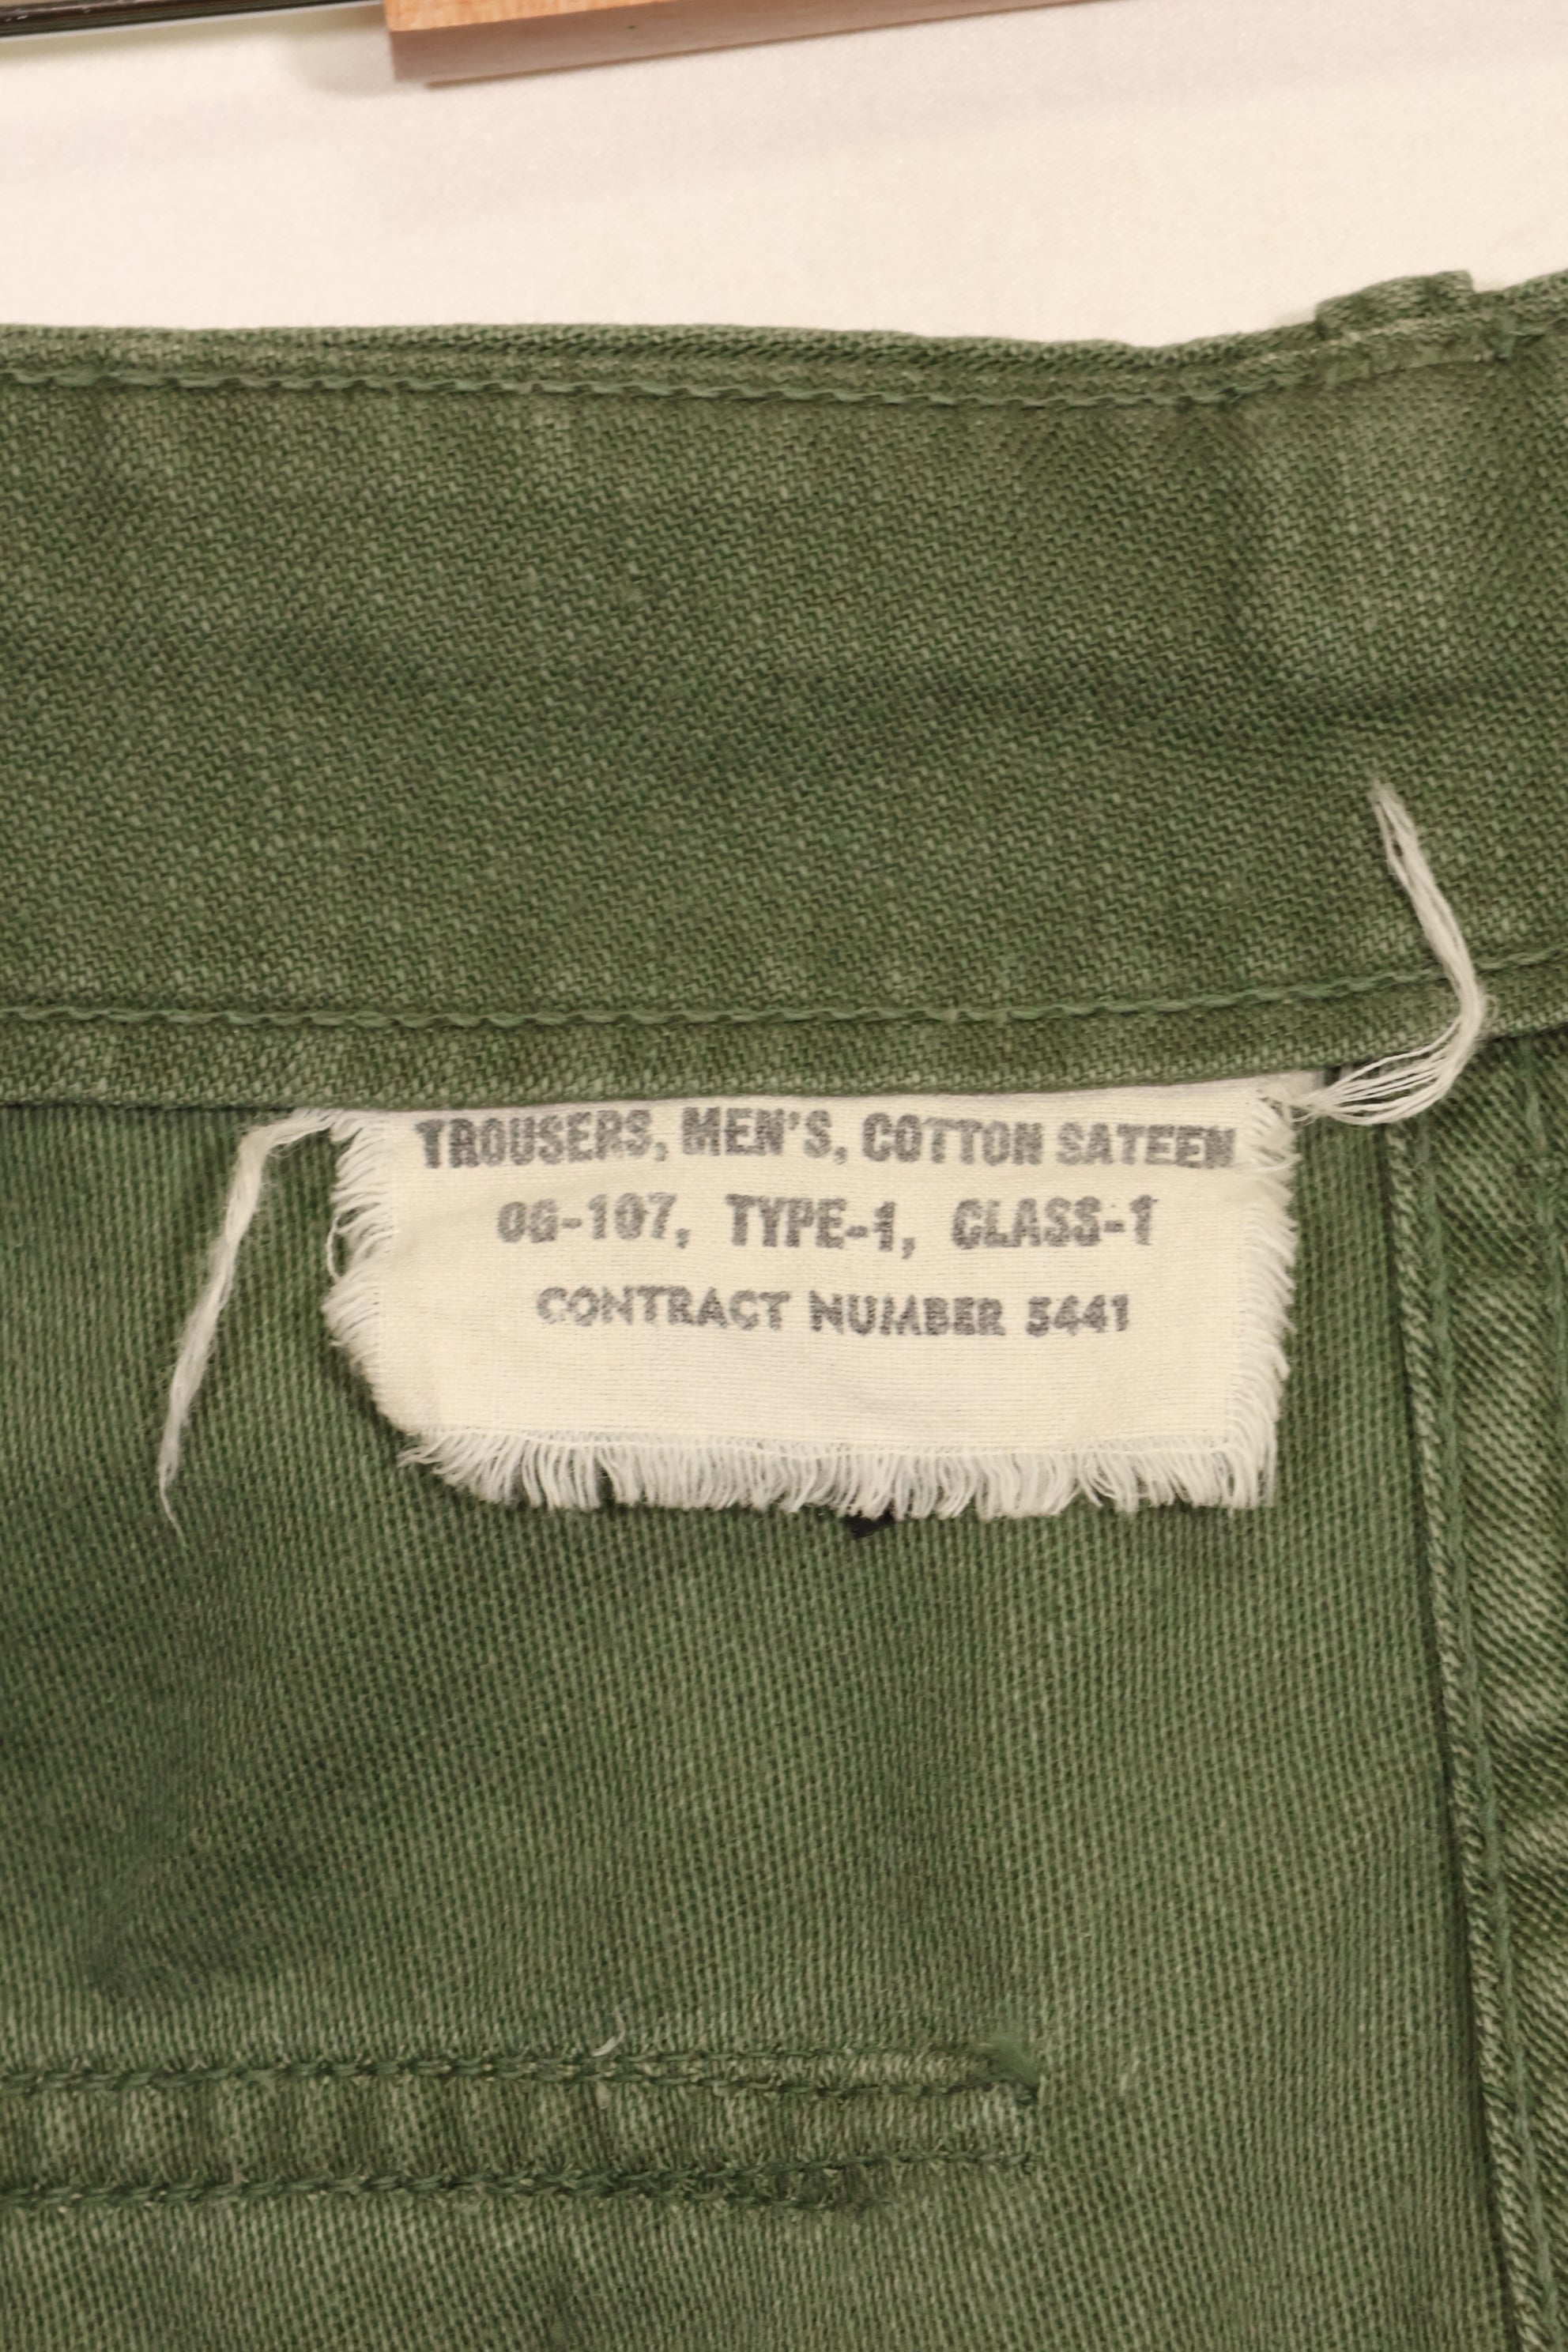 TROUSERS, MEN'S, COTTON SATEEN
OG-107, TYPE-1, CLASS-1
CONTRACT NUMBER 5441